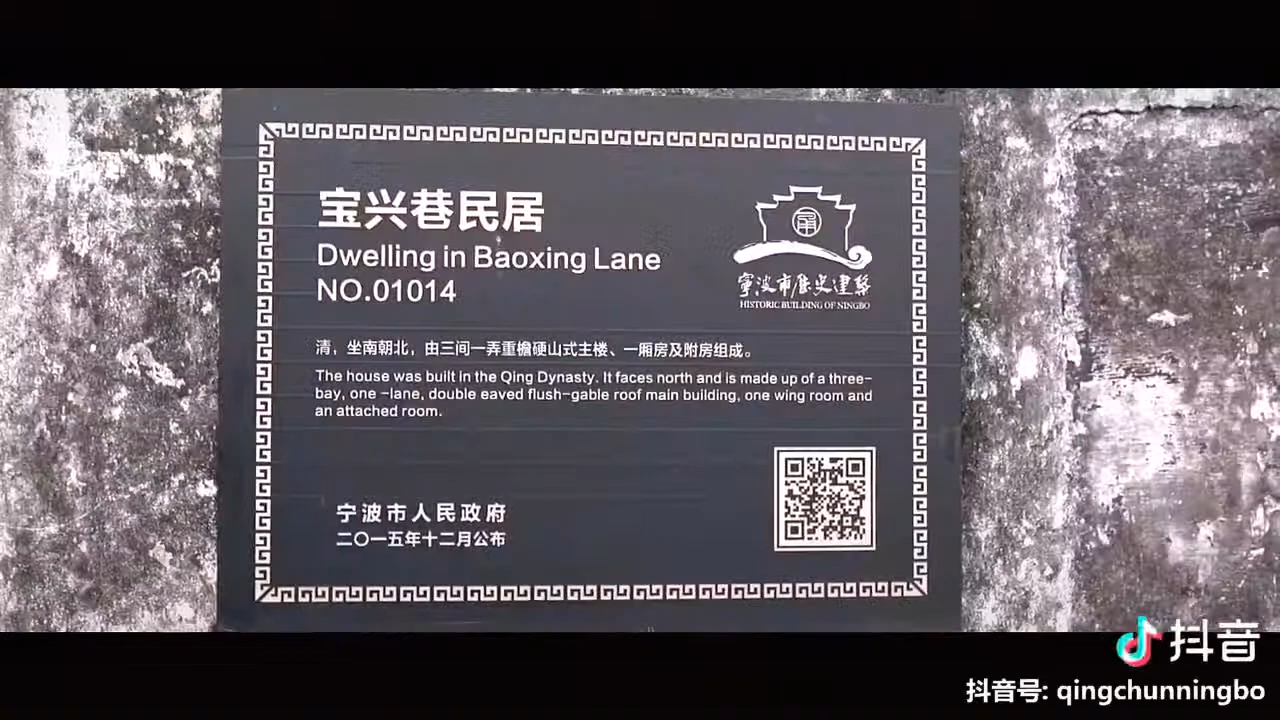 宝兴巷民居
Dwelling in Baoxing Lane
NO.01014
甬
寧波市歷史建築
HISTORIC BUILDING OF NINGBO
清，坐南朝北，由三间一弄重檐硬山式主楼、一厢房及附房组成。
The house was built in the Qing Dynasty. It faces north and is made up of a three-
bay, one -lane, double eaved flush-gable roof main building, one wing room and
an attached room.
宁波市人民政府
二〇一五年十二月公布
抖音
抖音号: qingchunningbo